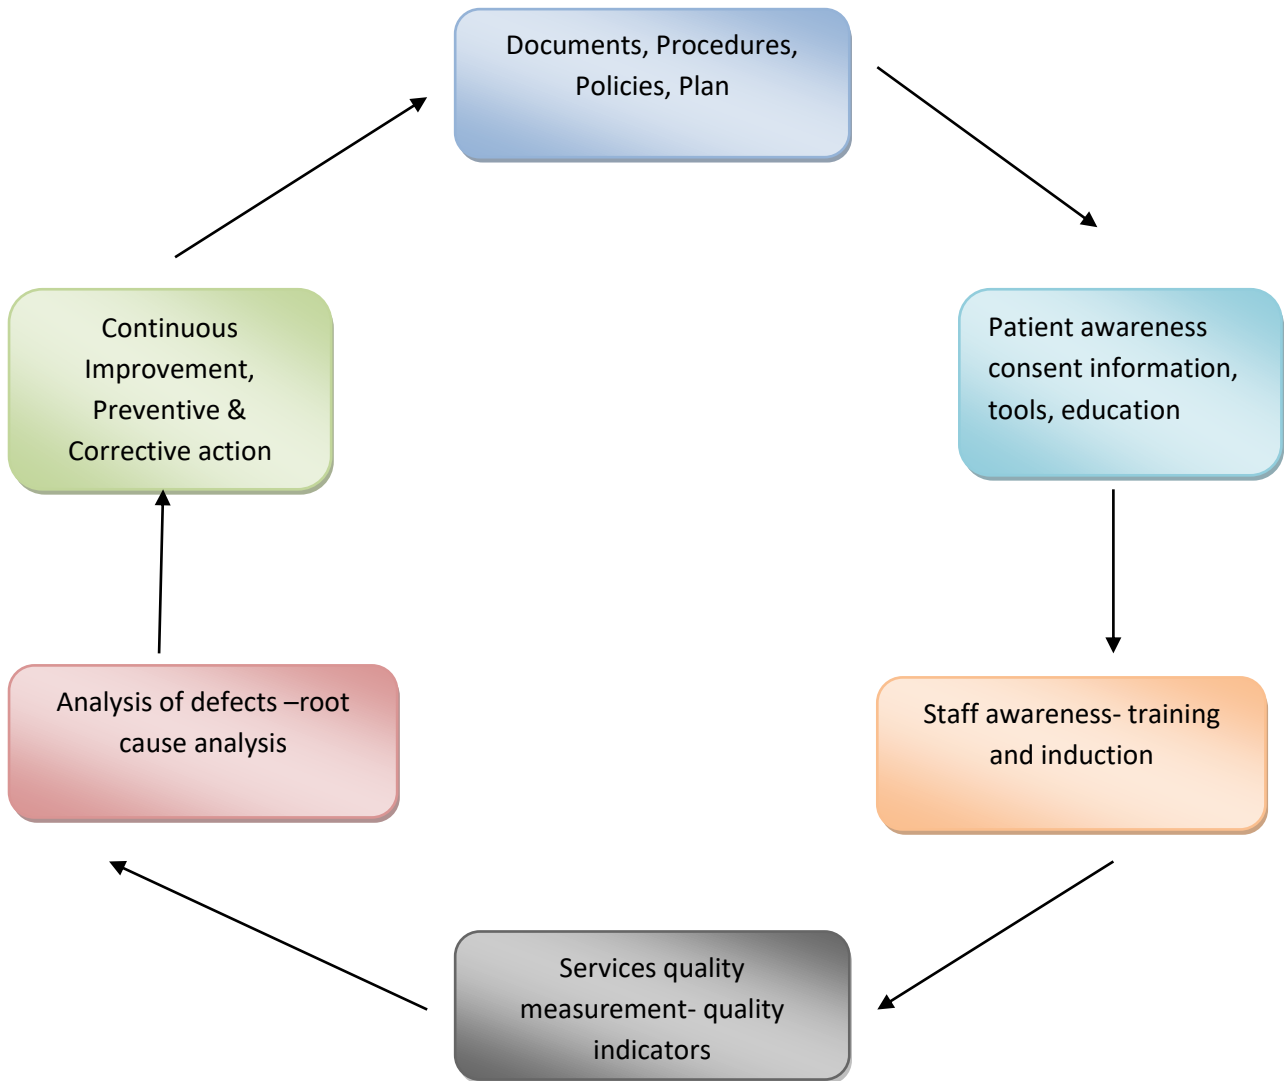 Documents, Procedures,
Policies, Plan
Patient awareness
consent information,
tools, education
Staff awareness- training
and induction
Services quality
measurement- quality
indicators
Analysis of defects –root
cause analysis
Continuous
Improvement,
Preventive &
Corrective action